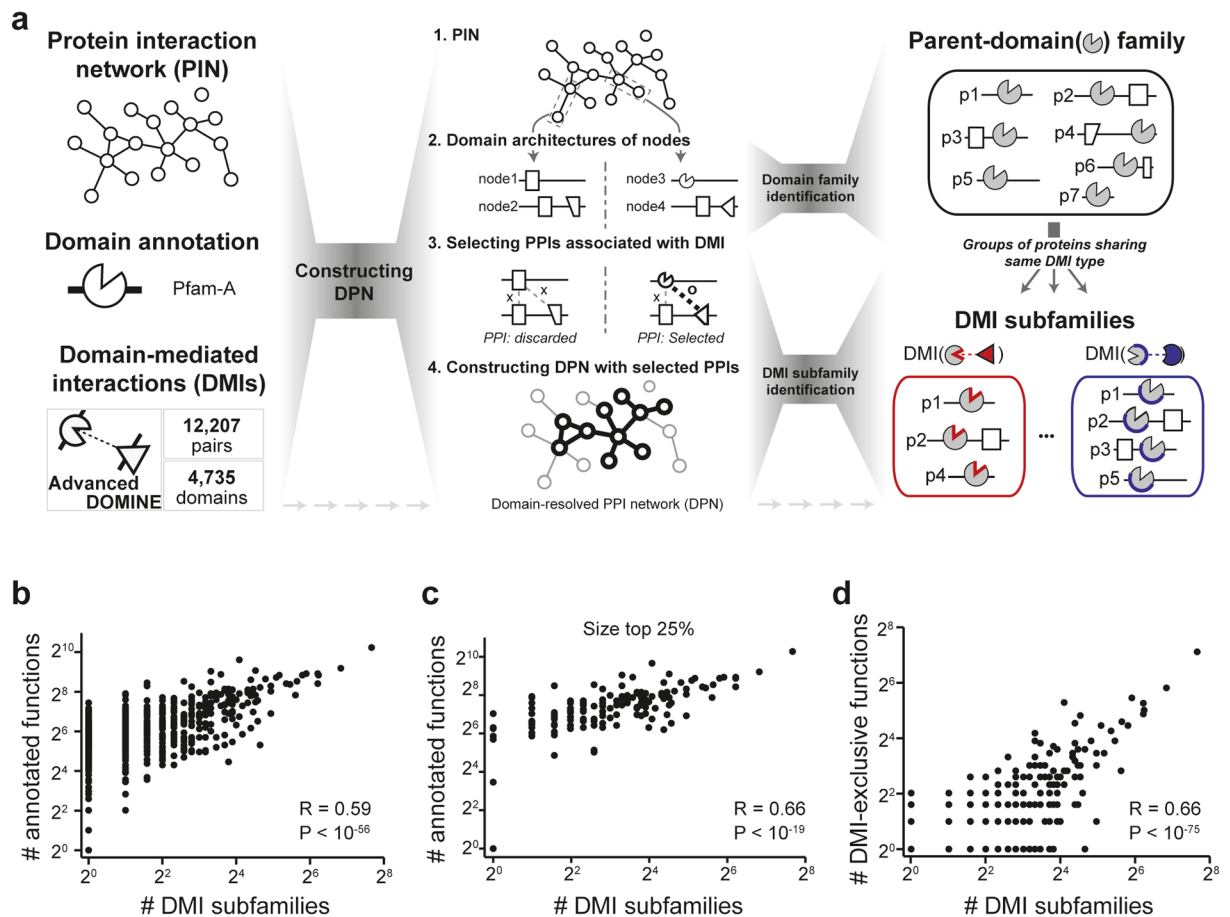 a
Protein interaction
network (PIN)
Domain annotation
Pfam-A
Domain-mediated
interactions (DMIs)
12,207
pairs
4,735
domains
Advanced
DOMINE
Constructing
DPN
1. PIN
2. Domain architectures of nodes
node1
node2
node3
node4
3. Selecting PPIs associated with DMI
x
x
x
o
PPI: discarded
PPI: Selected
4. Constructing DPN with selected PPIs
Domain-resolved PPI network (DPN)
Domain family
identification
DMI subfamily
identification
Parent-domain( ) family
p1
p2
p3
p4
p5
p6
p7
Groups of proteins sharing
same DMI type
DMI subfamilies
DMI( )
DMI( )
p1
p2
p4
...
p1
p2
p3
p5
b
# annotated functions
2^10
2^8
2^6
2^4
2^2
2^0
R = 0.59
P < 10^-56
2^0 2^2 2^4 2^6 2^8
# DMI subfamilies
c
Size top 25%
# annotated functions
2^10
2^8
2^6
2^4
2^2
2^0
R = 0.66
P < 10^-19
2^0 2^2 2^4 2^6 2^8
# DMI subfamilies
d
# DMI-exclusive functions
2^8
2^6
2^4
2^2
2^0
R = 0.66
P < 10^-75
2^0 2^2 2^4 2^6 2^8
# DMI subfamilies